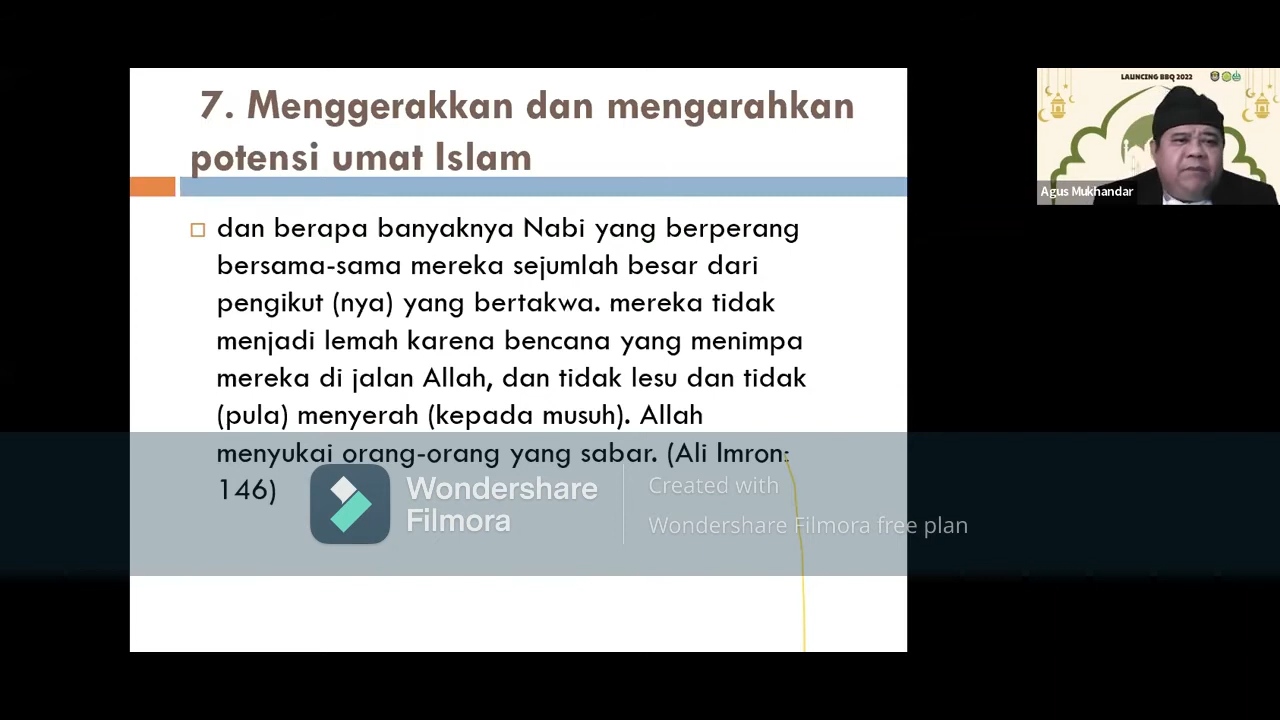 7. Menggerakkan dan mengarahkan
potensi umat Islam
dan berapa banyaknya Nabi yang berperang
bersama-sama mereka sejumlah besar dari
pengikut (nya) yang bertakwa. mereka tidak
menjadi lemah karena bencana yang menimpa
mereka di jalan Allah, dan tidak lesu dan tidak
(pula) menyerah (kepada musuh). Allah
menyukai orang-orang yang sabar. (Ali Imron:
146)
LAUNCING BBQ 2022
Agus Mukhandar
Wondershare
Filmora
Created with
Wondershare Filmora free plan